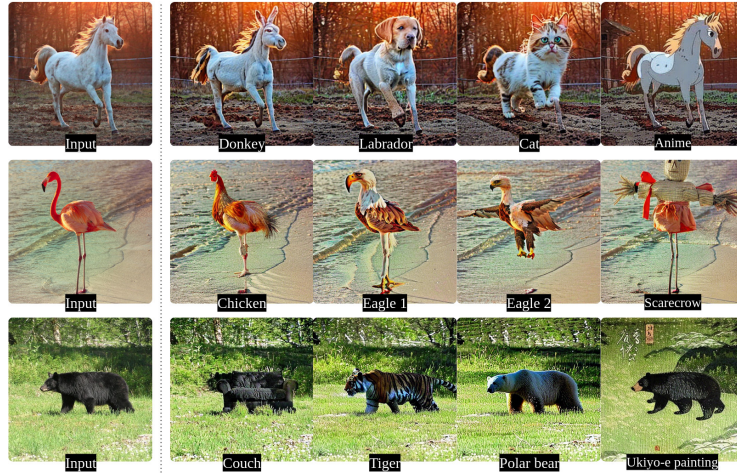 Input
Donkey
Labrador
Cat
Anime
Input
Chicken
Eagle 1
Eagle 2
Scarecrow
Input
Couch
Tiger
Polar bear
Ukiyo-e painting